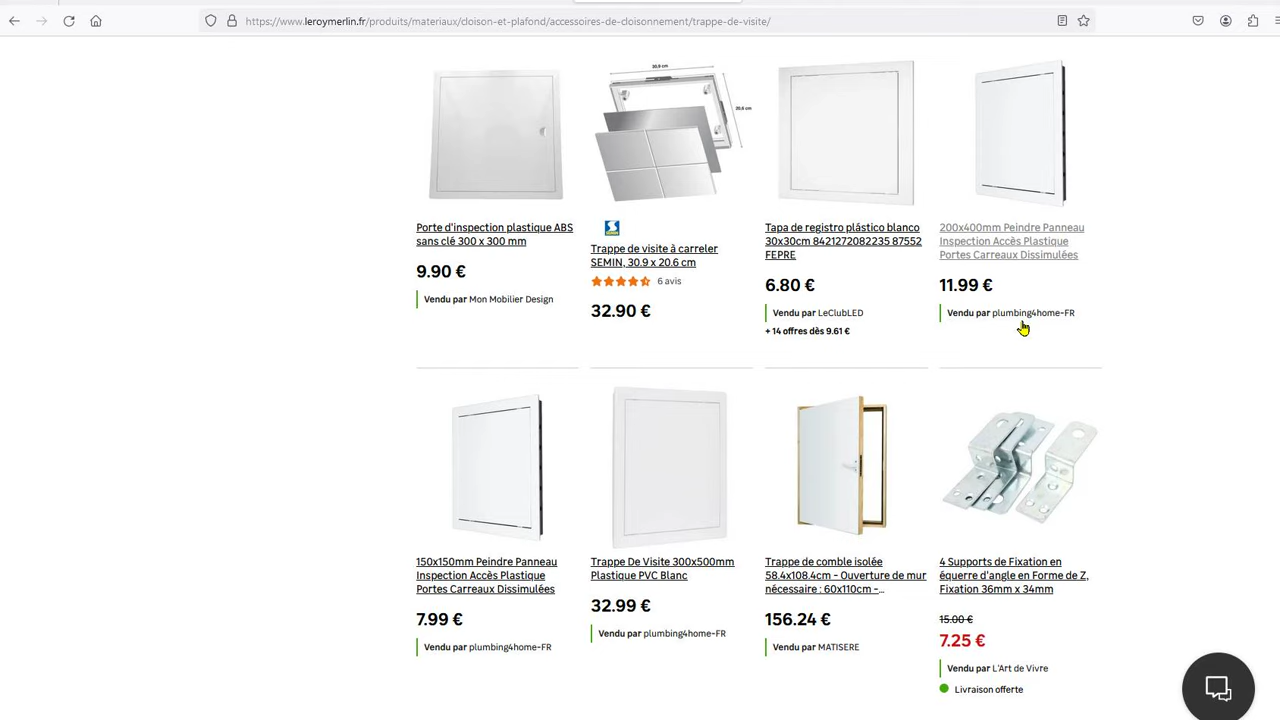 https://www.leroymerlin.fr/produits/materiaux/cloison-et-plafond/accessoires-de-cloisonnement/trappe-de-visite/
30.9 cm
20.6 cm
Porte d'inspection plastique ABS
sans clé 300 x 300 mm
9.90 €
Vendu par Mon Mobilier Design
Trappe de visite à carreler
SEMIN, 30.9 x 20.6 cm
6 avis
32.90 €
Tapa de registro plástico blanco
30x30cm 8421272082235 87552
FEPRE
6.80 €
Vendu par LeClubLED
+ 14 offres dès 9.61 €
200x400mm Peindre Panneau
Inspection Accès Plastique
Portes Carreaux Dissimulées
11.99 €
Vendu par plumbing4home-FR
150x150mm Peindre Panneau
Inspection Accès Plastique
Portes Carreaux Dissimulées
7.99 €
Vendu par plumbing4home-FR
Trappe De Visite 300x500mm
Plastique PVC Blanc
32.99 €
Vendu par plumbing4home-FR
Trappe de comble isolée
58.4x108.4cm - Ouverture de mur
nécessaire : 60x110cm -...
156.24 €
Vendu par MATISERE
4 Supports de Fixation en
équerre d'angle en Forme de Z,
Fixation 36mm x 34mm
15.00 €
7.25 €
Vendu par L'Art de Vivre
Livraison offerte